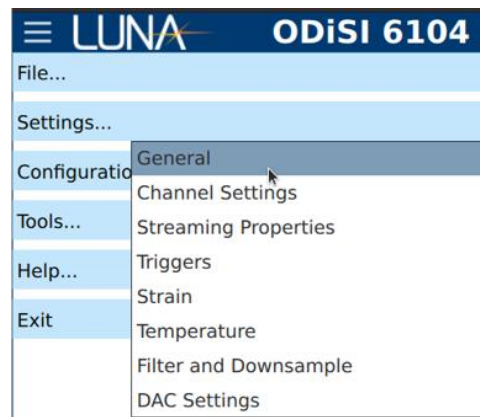 LUNA ODiSI 6104
File...
Settings...
General
Configuratio
Channel Settings
Tools...
Streaming Properties
Triggers
Help...
Strain
Exit
Temperature
Filter and Downsample
DAC Settings